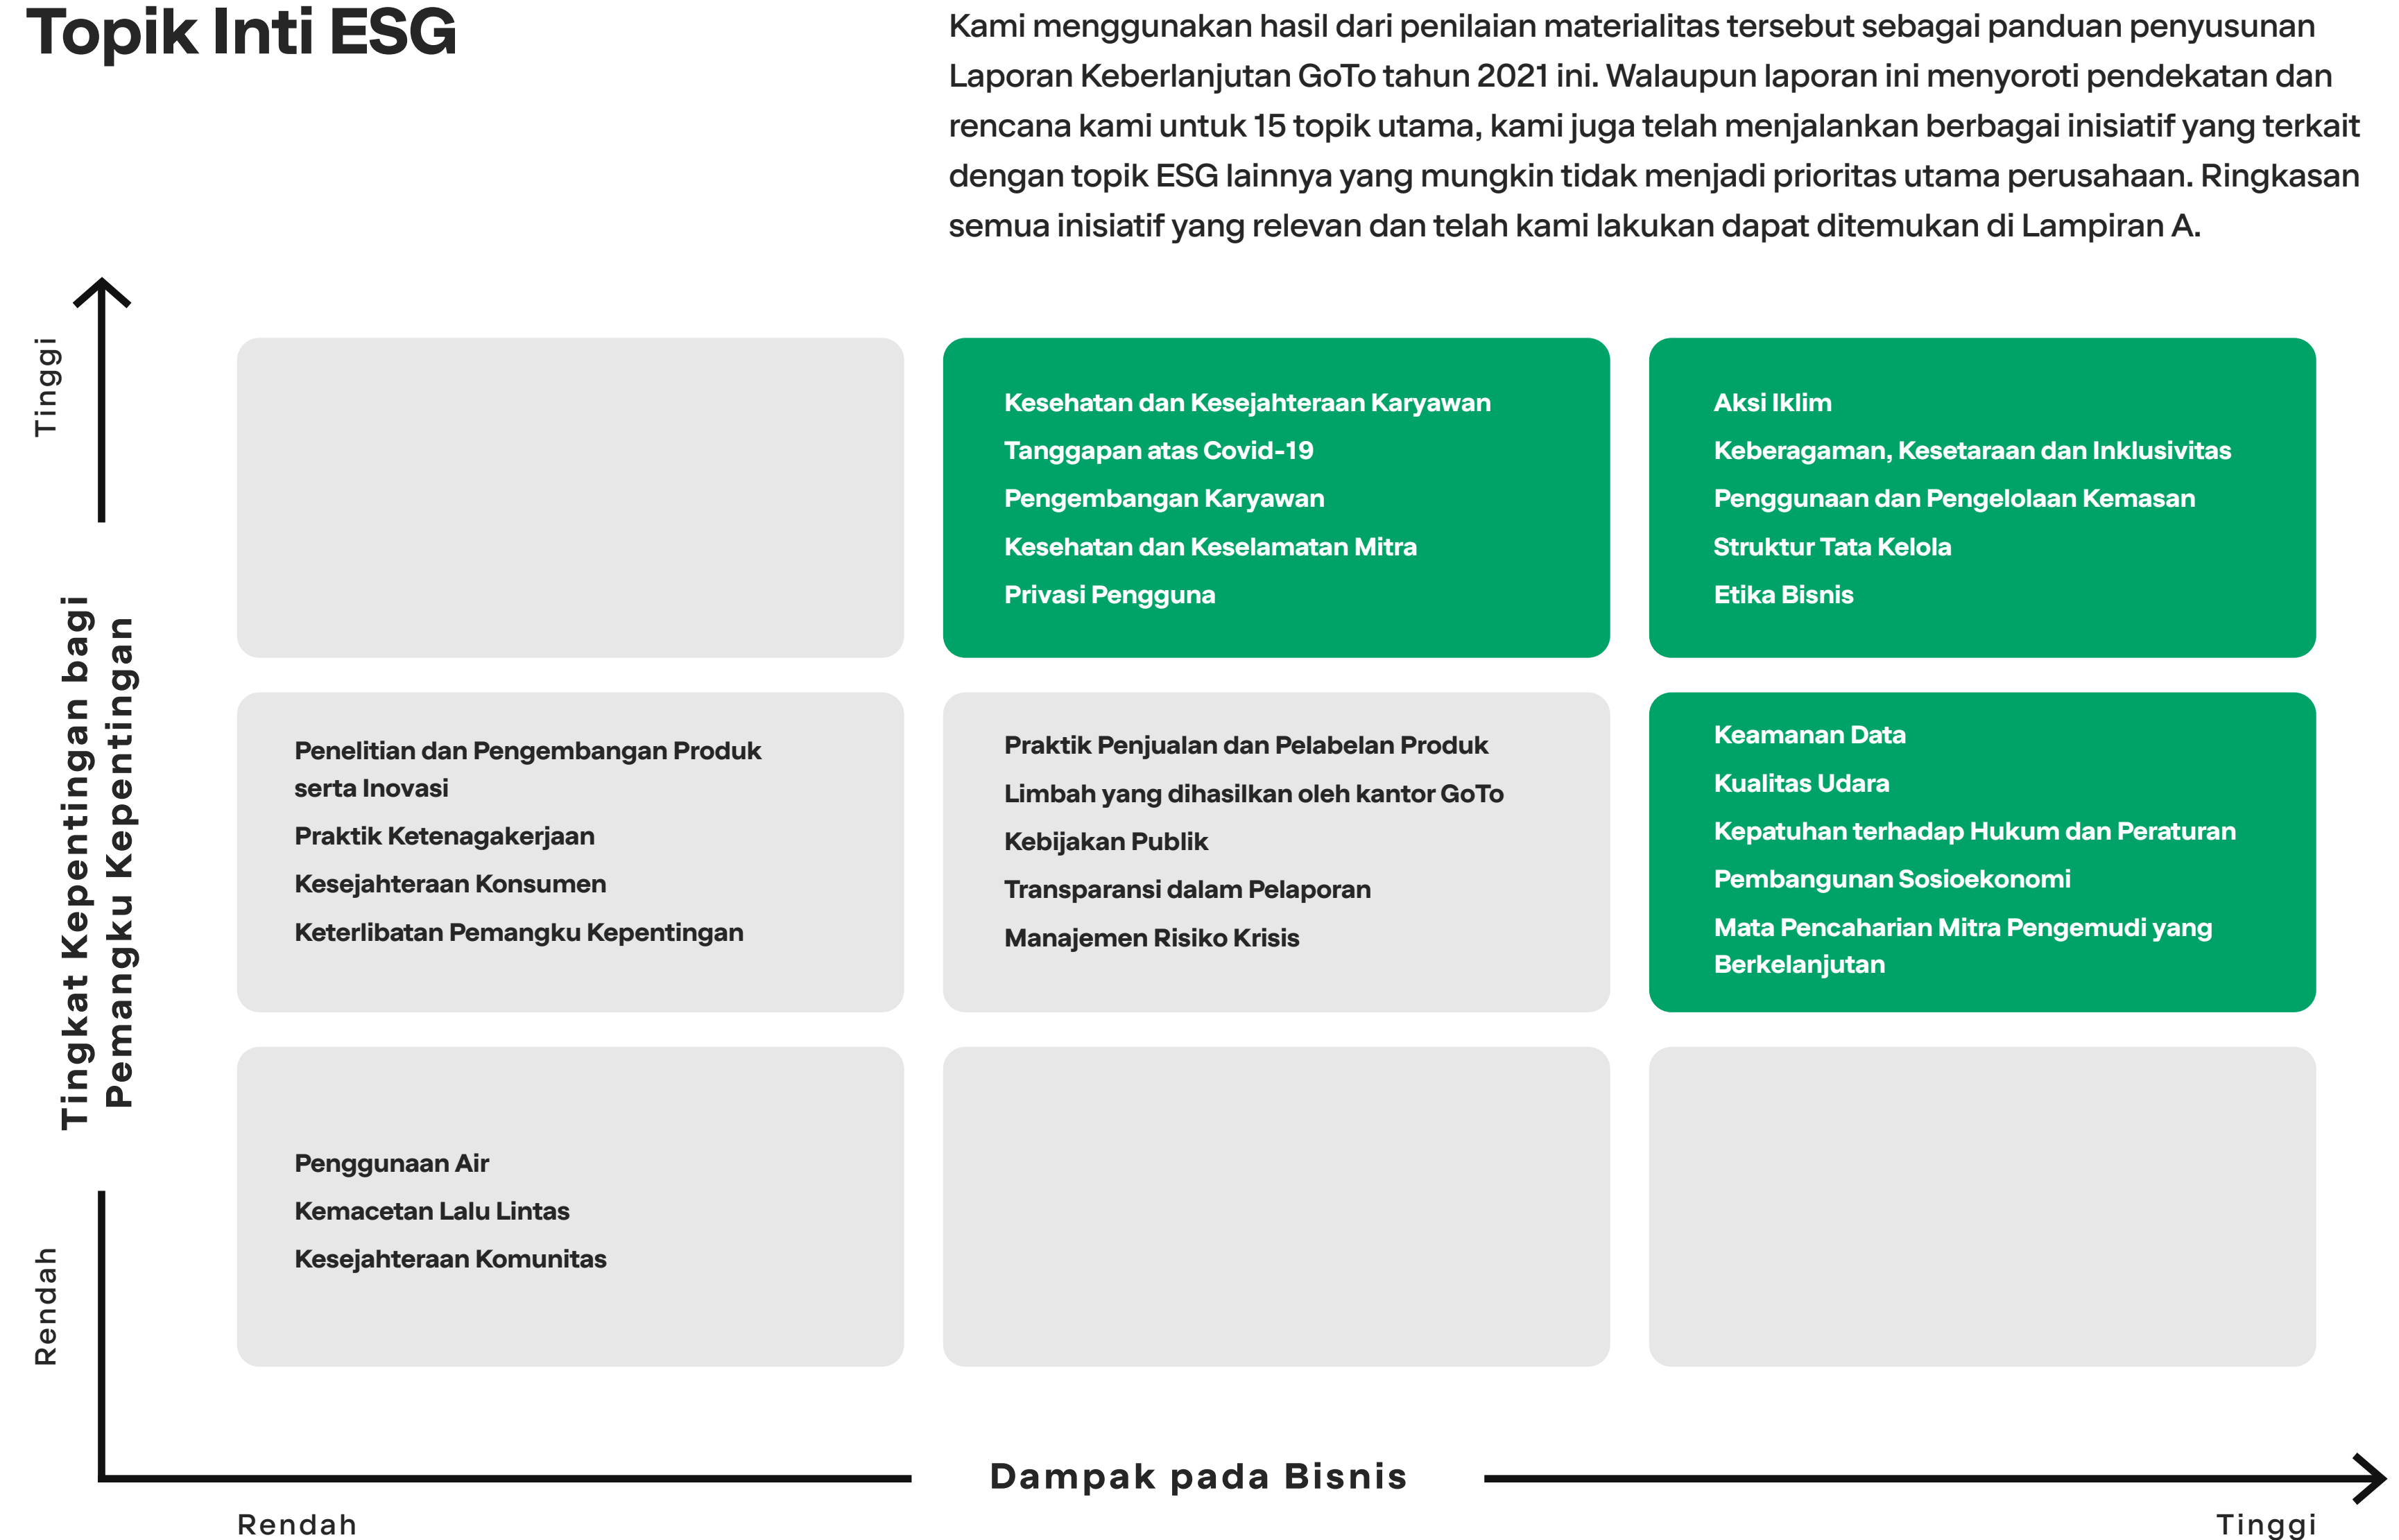 Topik Inti ESG
Kami menggunakan hasil dari penilaian materialitas tersebut sebagai panduan penyusunan
Laporan Keberlanjutan GoTo tahun 2021 ini. Walaupun laporan ini menyoroti pendekatan dan
rencana kami untuk 15 topik utama, kami juga telah menjalankan berbagai inisiatif yang terkait
dengan topik ESG lainnya yang mungkin tidak menjadi prioritas utama perusahaan. Ringkasan
semua inisiatif yang relevan dan telah kami lakukan dapat ditemukan di Lampiran A.
Tinggi
Tingkat Kepentingan bagi
Pemangku Kepentingan
Rendah
Kesehatan dan Kesejahteraan Karyawan
Tanggapan atas Covid-19
Pengembangan Karyawan
Kesehatan dan Keselamatan Mitra
Privasi Pengguna
Aksi Iklim
Keberagaman, Kesetaraan dan Inklusivitas
Penggunaan dan Pengelolaan Kemasan
Struktur Tata Kelola
Etika Bisnis
Penelitian dan Pengembangan Produk
serta Inovasi
Praktik Ketenagakerjaan
Kesejahteraan Konsumen
Keterlibatan Pemangku Kepentingan
Praktik Penjualan dan Pelabelan Produk
Limbah yang dihasilkan oleh kantor GoTo
Kebijakan Publik
Transparansi dalam Pelaporan
Manajemen Risiko Krisis
Keamanan Data
Kualitas Udara
Kepatuhan terhadap Hukum dan Peraturan
Pembangunan Sosioekonomi
Mata Pencaharian Mitra Pengemudi yang
Berkelanjutan
Penggunaan Air
Kemacetan Lalu Lintas
Kesejahteraan Komunitas
Dampak pada Bisnis
Rendah
Tinggi